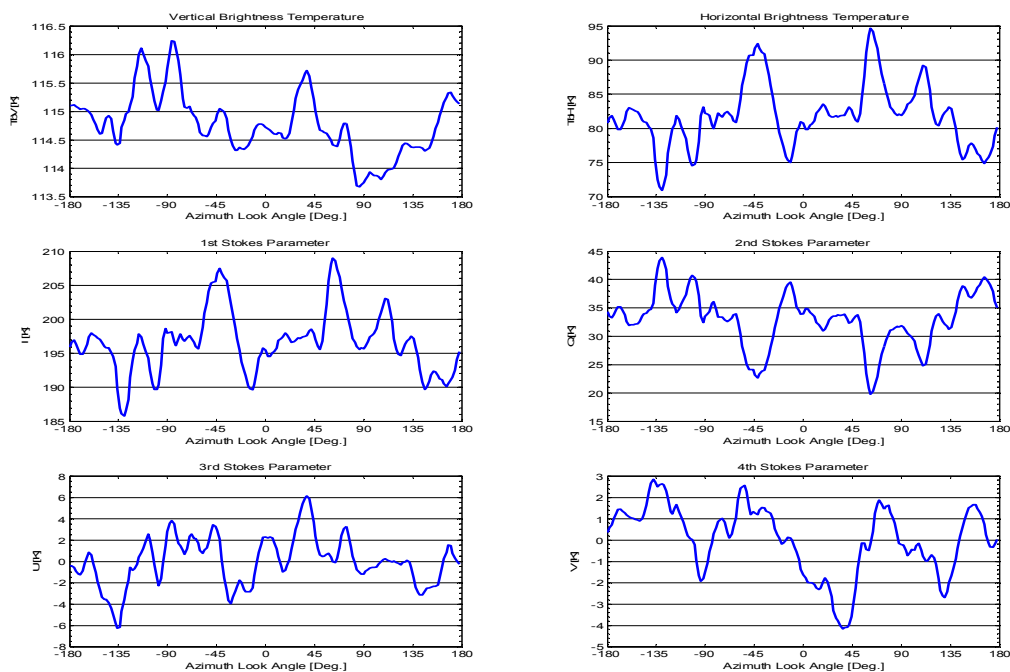 Vertical Brightness Temperature
116.5
116
115.5
115
114.5
114
113.5
TbV[K]
-180 -135 -90 -45 0 45 90 135 180
Azimuth Look Angle [Deg.]
Horizontal Brightness Temperature
95
90
85
80
75
70
TbH[K]
-180 -135 -90 -45 0 45 90 135 180
Azimuth Look Angle [Deg.]
1st Stokes Parameter
210
205
200
195
190
185
I [K]
-180 -135 -90 -45 0 45 90 135 180
Azimuth Look Angle [Deg.]
2nd Stokes Parameter
45
40
35
30
25
20
15
Q[K]
-180 -135 -90 -45 0 45 90 135 180
Azimuth Look Angle [Deg.]
3rd Stokes Parameter
8
6
4
2
0
-2
-4
-6
-8
U[K]
-180 -135 -90 -45 0 45 90 135 180
Azimuth Look Angle [Deg.]
4th Stokes Parameter
3
2
1
0
-1
-2
-3
-4
-5
V[K]
-180 -135 -90 -45 0 45 90 135 180
Azimuth Look Angle [Deg.]